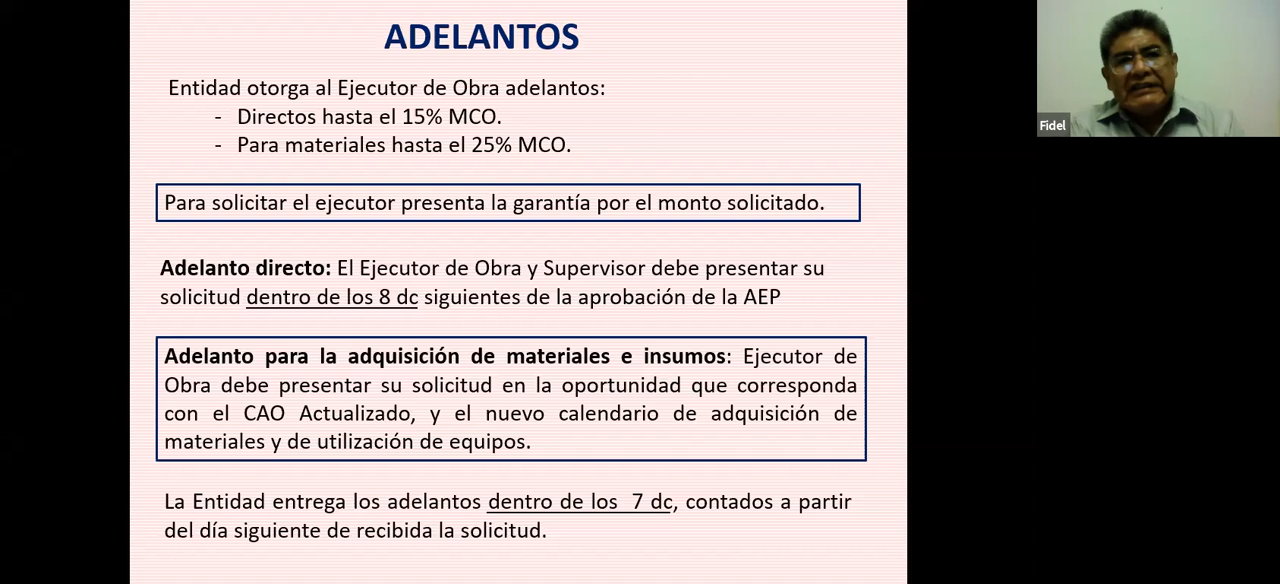 ADELANTOS
Entidad otorga al Ejecutor de Obra adelantos:
- Directos hasta el 15% MCO.
- Para materiales hasta el 25% MCO.
Para solicitar el ejecutor presenta la garantía por el monto solicitado.
Adelanto directo: El Ejecutor de Obra y Supervisor debe presentar su
solicitud dentro de los 8 dc siguientes de la aprobación de la AEP
Adelanto para la adquisición de materiales e insumos: Ejecutor de
Obra debe presentar su solicitud en la oportunidad que corresponda
con el CAO Actualizado, y el nuevo calendario de adquisición de
materiales y de utilización de equipos.
La Entidad entrega los adelantos dentro de los 7 dc, contados a partir
del día siguiente de recibida la solicitud.
Fidel